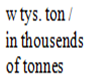 w tys. ton /
in thousends
of tonnes